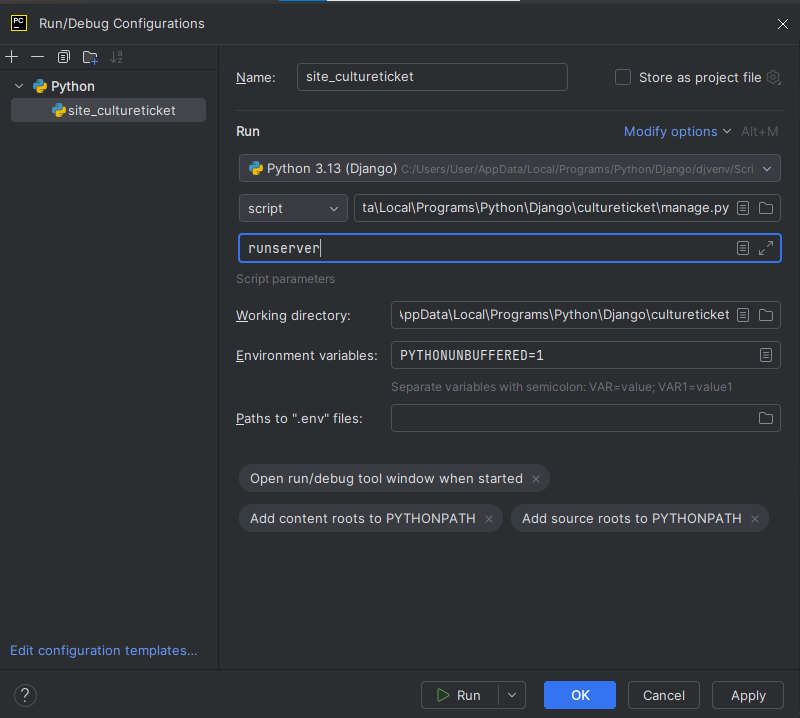 PC
Run/Debug Configurations
Python
site_cultureticket
Name:
site_cultureticket
Store as project file
Run
Modify options
Alt+M
Python 3.13 (Django) C:/Users/User/AppData/Local/Programs/Python/Django/djvenv/Scri
script
ta\Local\Programs\Python\Django\cultureticket\manage.py
runserver
Script parameters
Working directory:
AppData\Local\Programs\Python\Django\cultureticket
Environment variables:
PYTHONUNBUFFERED=1
Separate variables with semicolon: VAR=value; VAR1=value1
Paths to ".env" files:
Open run/debug tool window when started
Add content roots to PYTHONPATH
Add source roots to PYTHONPATH
Edit configuration templates...
?
Run
OK
Cancel
Apply